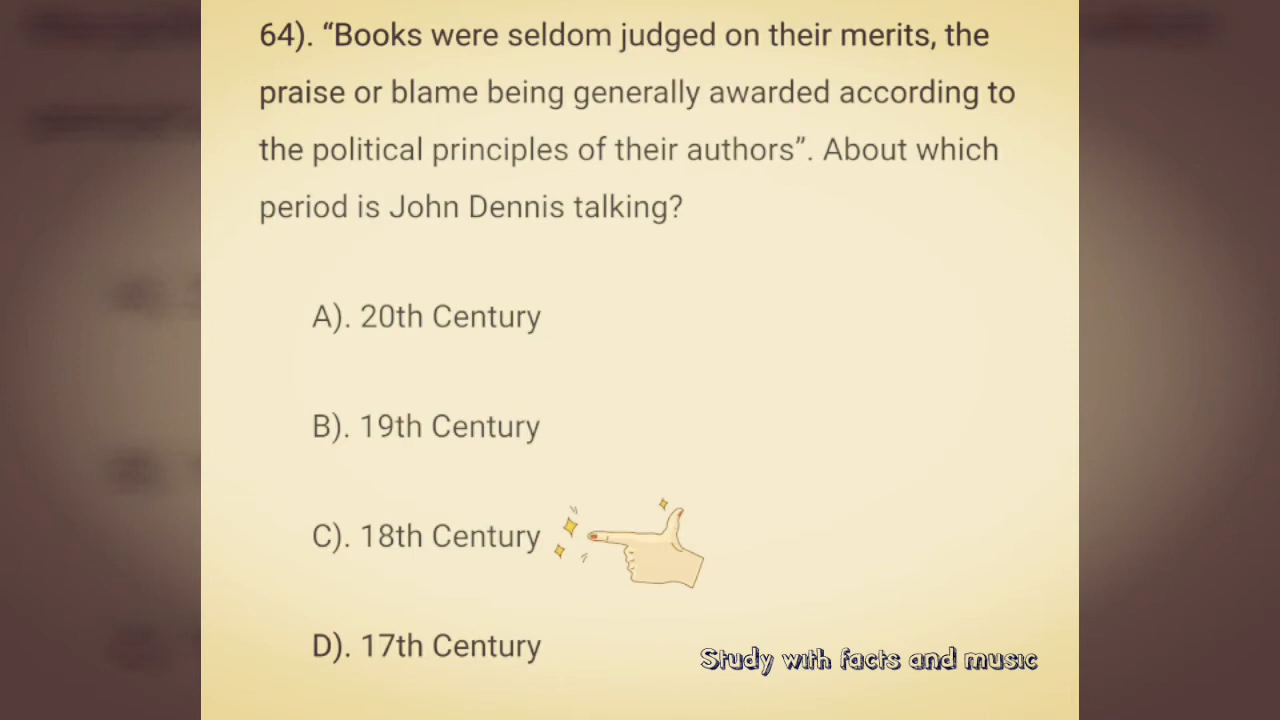 64). “Books were seldom judged on their merits, the
praise or blame being generally awarded according to
the political principles of their authors”. About which
period is John Dennis talking?
A). 20th Century
B). 19th Century
C). 18th Century
D). 17th Century
Study with facts and music